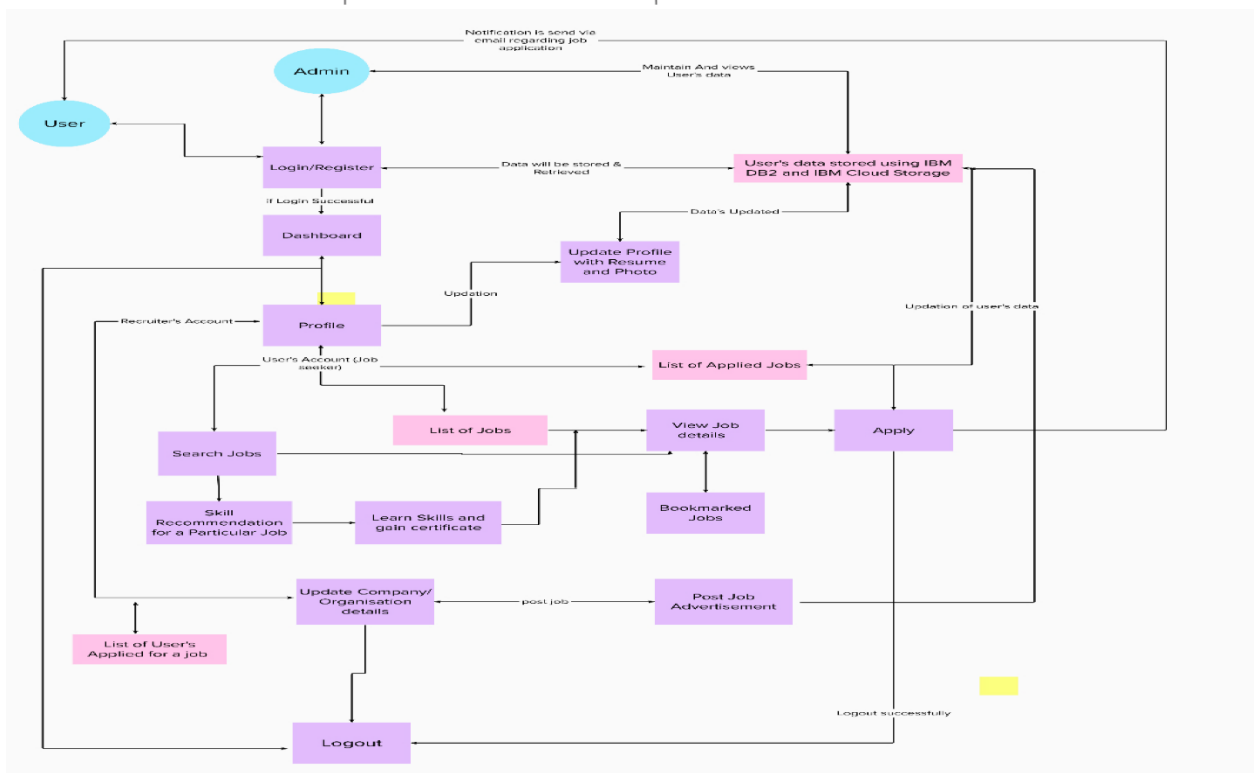 Notification is send via
email regarding job
application
Admin
Maintain And views
User's data
User
Login/Register
Data will be stored &
Retrieved
User's data stored using IBM
DB2 and IBM Cloud Storage
if Login Successful
Dashboard
Data's Updated
Update Profile
with Resume
and Photo
Updation
Updation of user's data
Recruiter's Account
Profile
User's Account (Job
seeker)
List of Applied Jobs
List of Jobs
View Job
details
Apply
Search Jobs
Skill
Recommendation
for a Particular Job
Learn Skills and
gain certificate
Bookmarked
Jobs
Update Company/
Organisation
details
post job
Post Job
Advertisement
List of User's
Applied for a job
Logout successfully
Logout